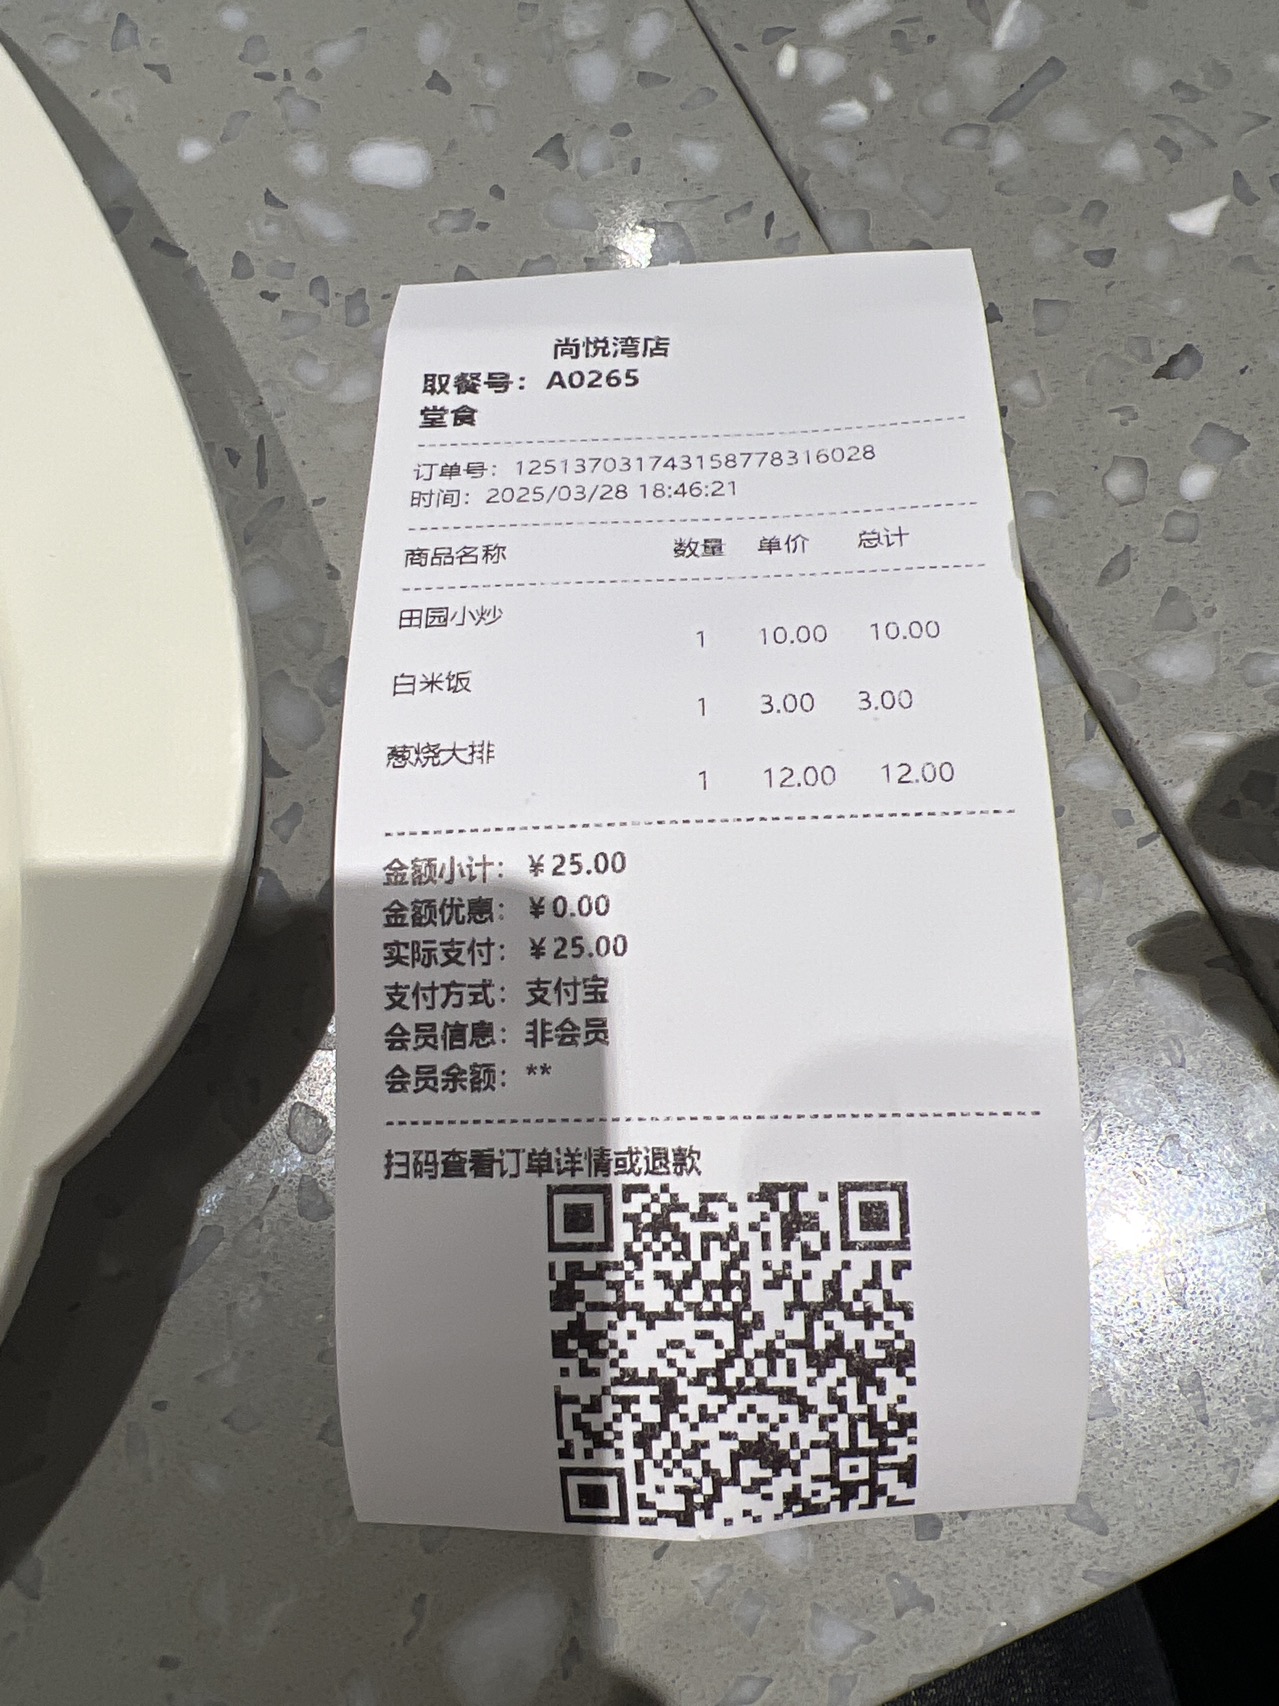 尚悦湾店
取餐号：A0265
堂食
订单号：1251370317431587783​16028
时间：2025/03/28 18:46:21
商品名称 数量 单价 总计
田园小炒
1 10.00 10.00
白米饭
1 3.00 3.00
葱烧大排
1 12.00 12.00
金额小计：￥25.00
金额优惠：￥0.00
实际支付：￥25.00
支付方式：支付宝
会员信息：非会员
会员余额：**
扫码查看订单详情或退款